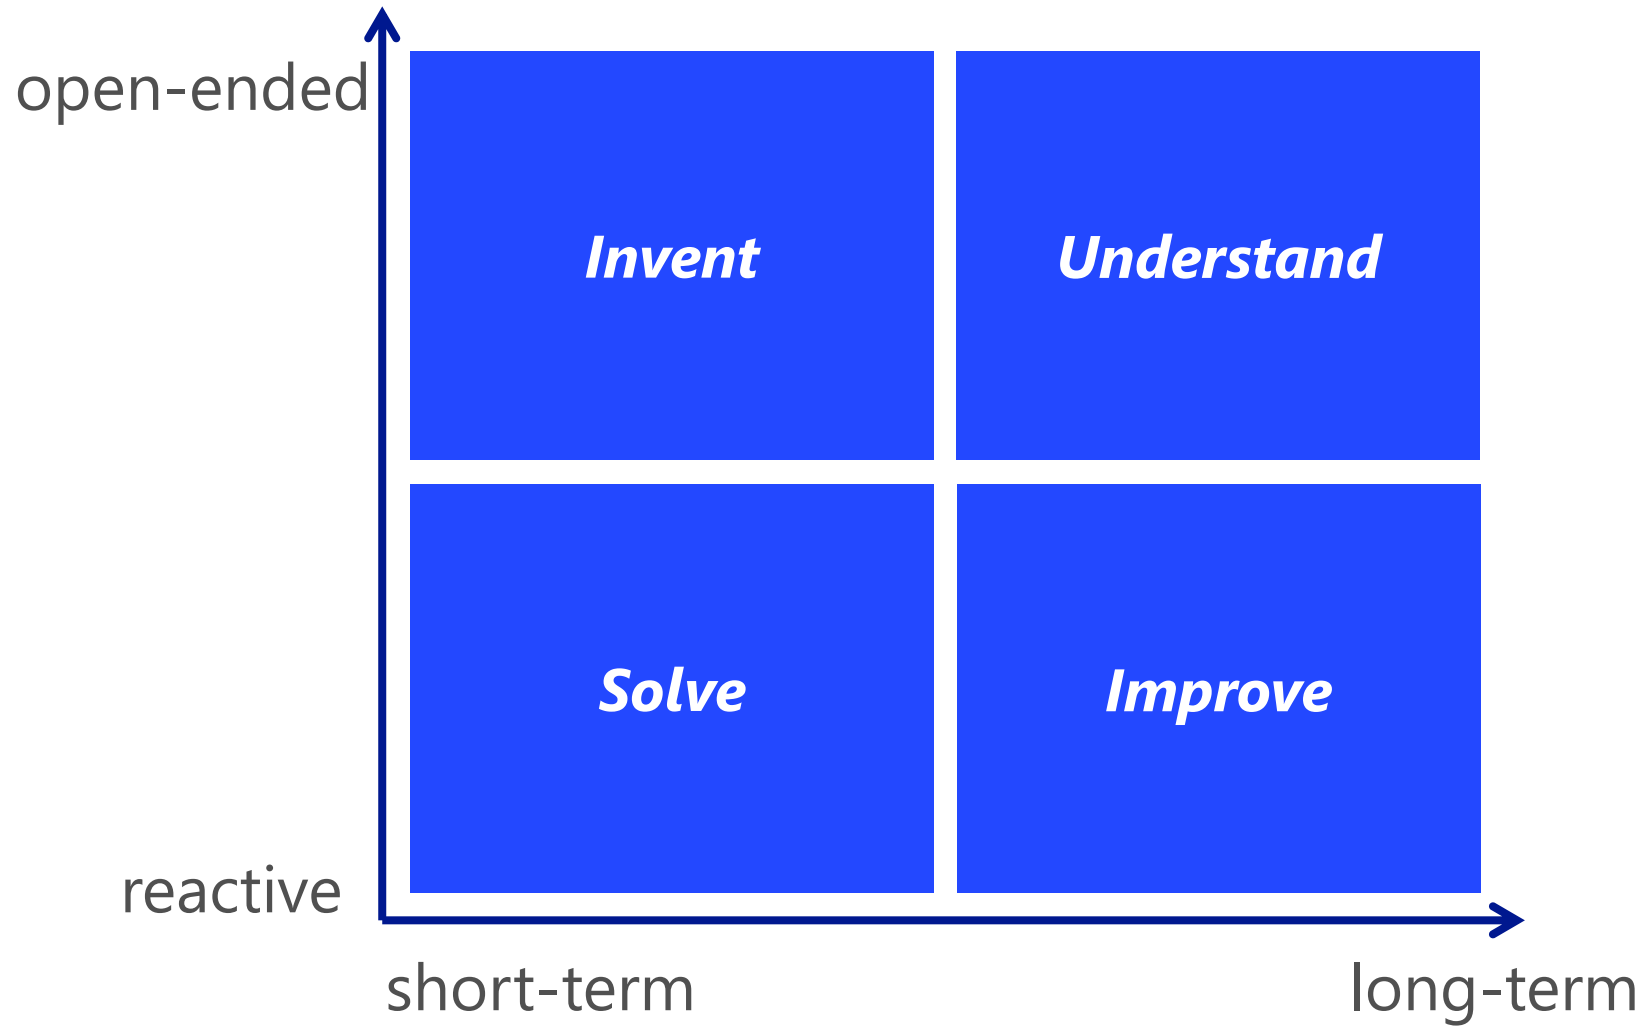 open-ended
Invent
Understand
Solve
Improve
reactive
short-term
long-term